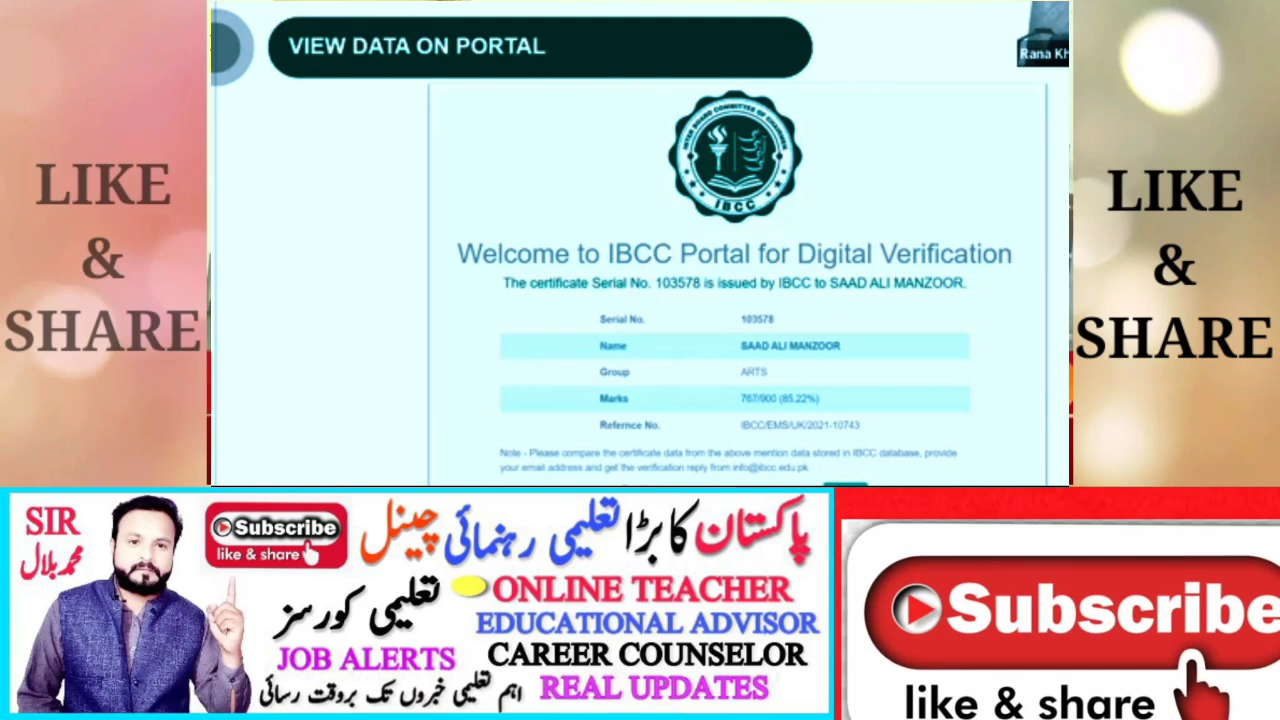 VIEW DATA ON PORTAL
Rana Kh
INTER BOARD COMMITTEE OF CHAIRMEN
IBCC
Welcome to IBCC Portal for Digital Verification
The certificate Serial No. 103578 is issued by IBCC to SAAD ALI MANZOOR.
Serial No. 103578
Name SAAD ALI MANZOOR
Group ARTS
Marks 767/900 (85.22%)
Refernce No. IBCC/EMS/UK/2021-10743
Note - Please compare the certificate data from the above mention data stored in IBCC database, provide
your email address and get the verification reply from info@ibcc.edu.pk
LIKE
&
SHARE
LIKE
&
SHARE
SIR
محمد بلال
Subscribe
like & share
پاکستان کا بڑا تعلیمی رہنمائی چینل
تعلیمی کورسز
ONLINE TEACHER
EDUCATIONAL ADVISOR
JOB ALERTS
CAREER COUNSELOR
اہم تعلیمی خبروں تک بروقت رسائی
REAL UPDATES
Subscribe
like & share